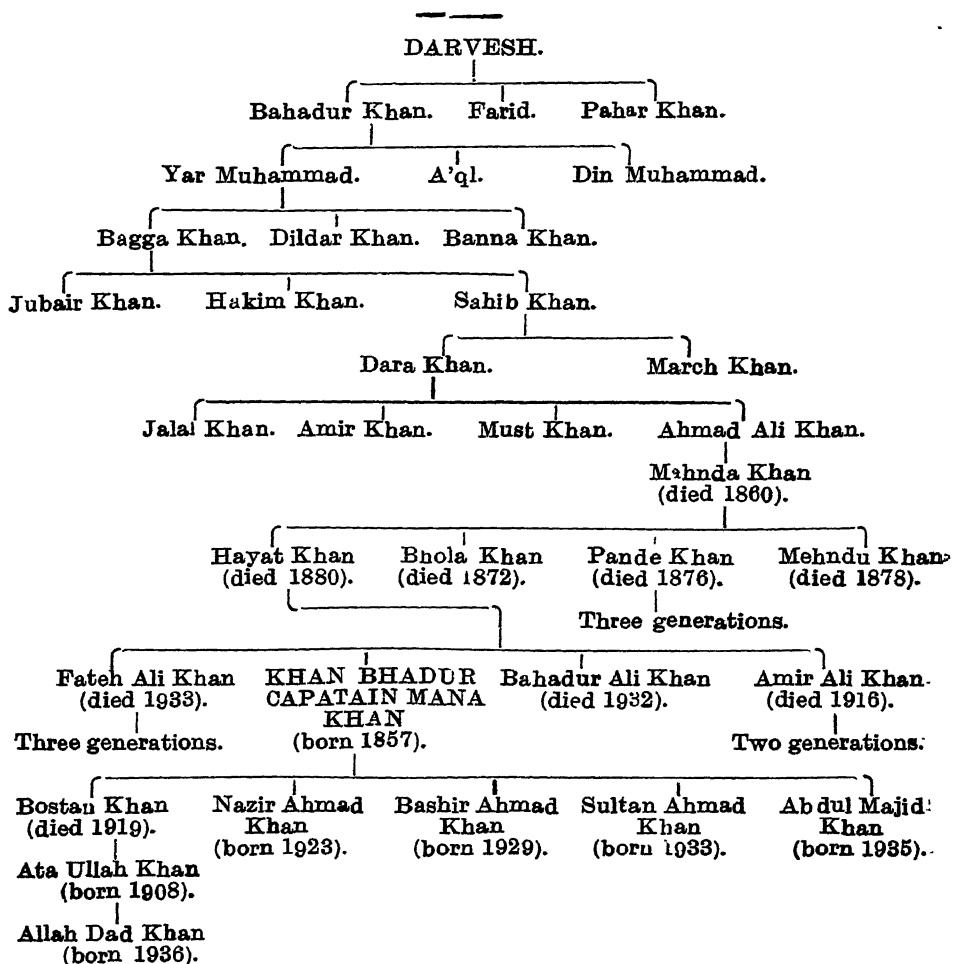 DARVESH.
Bahadur Khan. Farid. Pahar Khan.
Yar Muhammad. A'ql. Din Muhammad.
Bagga Khan. Dildar Khan. Banna Khan.
Jubair Khan. Hakim Khan. Sahib Khan.
Dara Khan. March Khan.
Jalal Khan. Amir Khan. Must Khan. Ahmad Ali Khan.
Mahnda Khan
(died 1860).
Hayat Khan Bhola Khan Pande Khan Mehndu Khan
(died 1880). (died 1872). (died 1876). (died 1878).
Three generations.
Fateh Ali Khan KHAN BHADUR Bahadur Ali Khan Amir Ali Khan
(died 1933). CAPATAIN MANA (died 1932). (died 1916).
KHAN
Three generations. (born 1857). Two generations.
Bostan Khan Nazir Ahmad Bashir Ahmad Sultan Ahmad Abdul Majid
(died 1919). Khan Khan Khan Khan
(born 1923). (born 1929). (born 1933). (born 1935).
Ata Ullah Khan
(born 1908).
Allah Dad Khan
(born 1936).